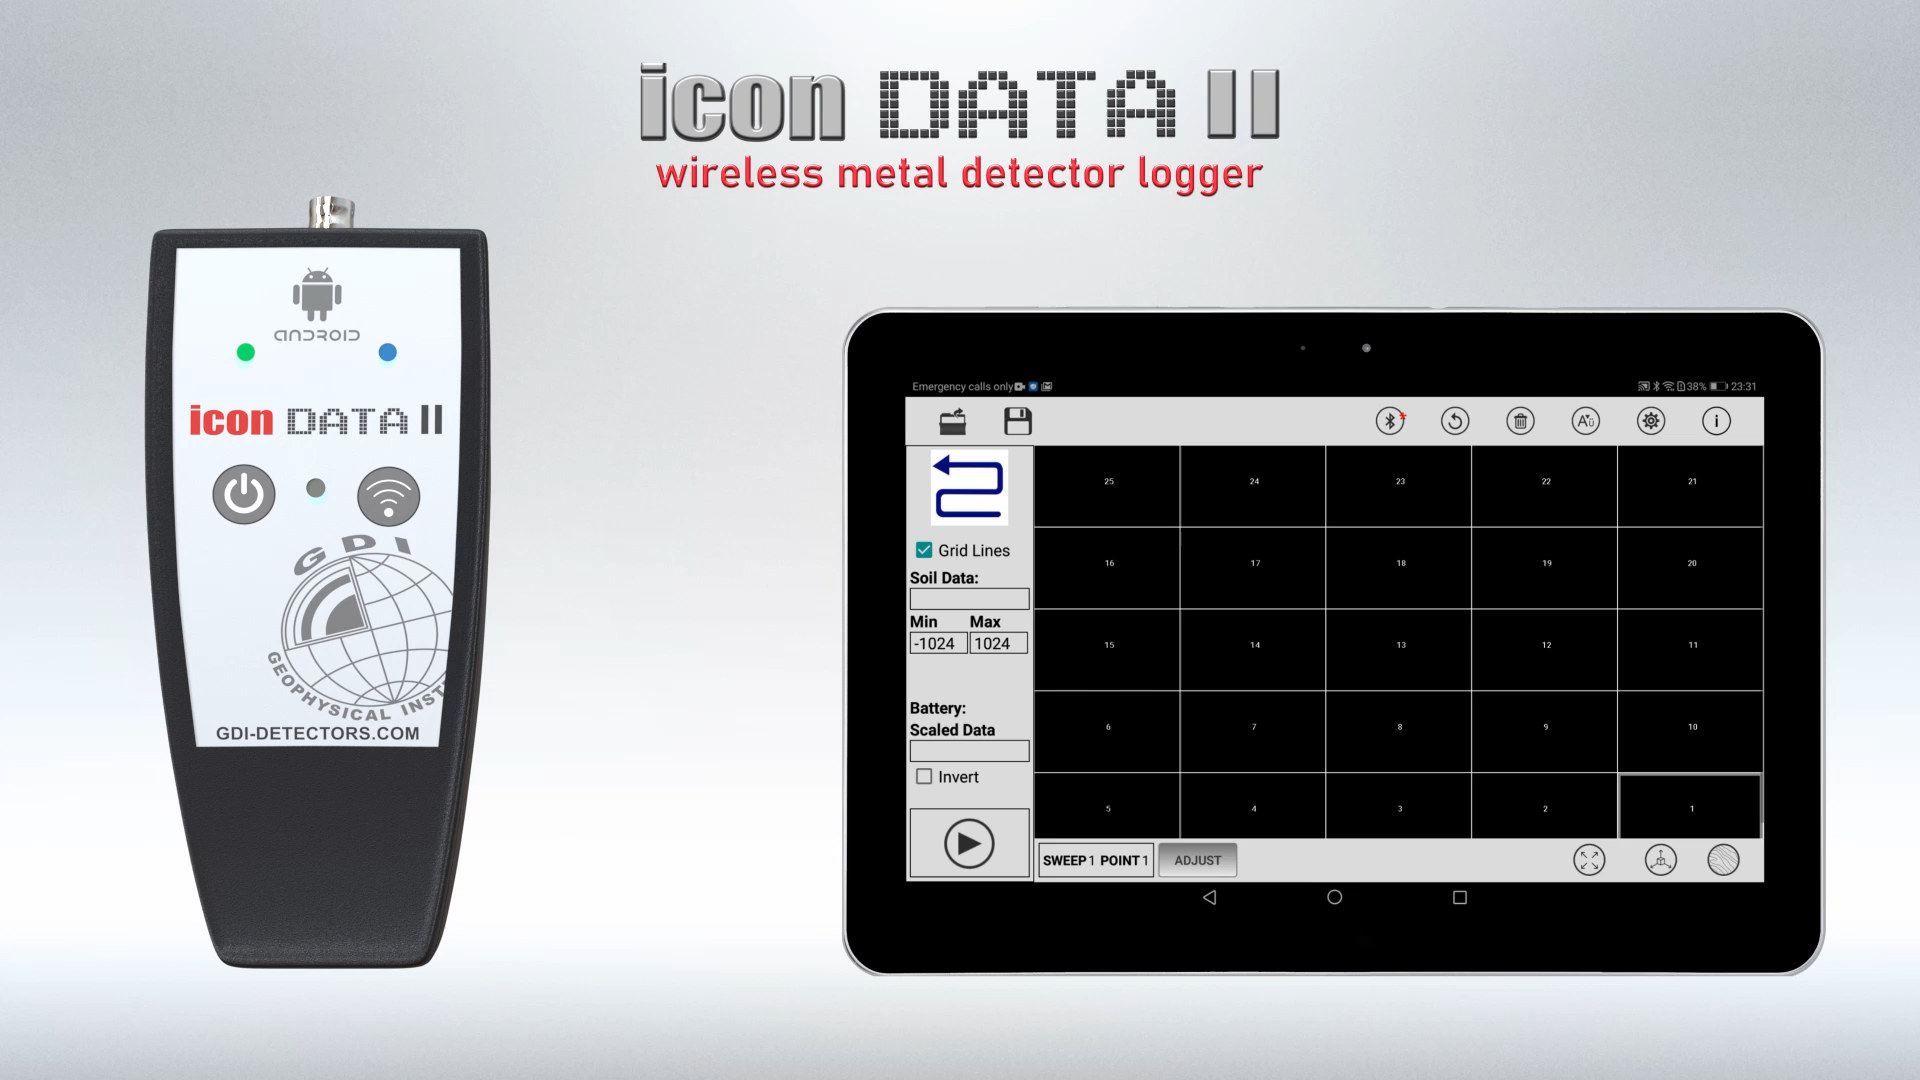 icon DATA II
wireless metal detector logger
ANDROID
icon DATA II
GDI
GEOPHYSICAL INST
GDI-DETECTORS.COM
Emergency calls only
38% 23:31
A ü
i
Grid Lines
Soil Data:
Min Max
-1024 1024
Battery:
Scaled Data
Invert
25 24 23 22 21
16 17 18 19 20
15 14 13 12 11
6 7 8 9 10
5 4 3 2 1
SWEEP 1 POINT 1 ADJUST